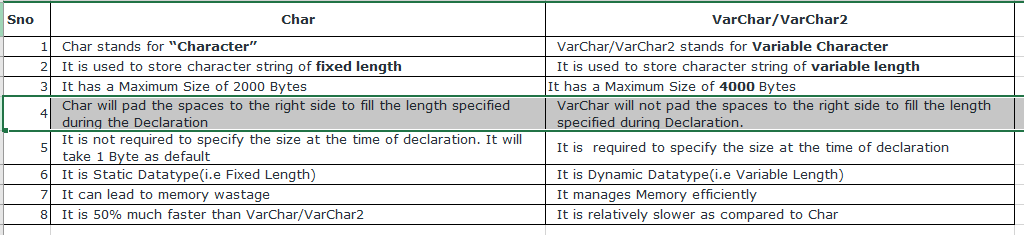 Sno Char VarChar/VarChar2
1 Char stands for “Character” VarChar/VarChar2 stands for Variable Character
2 It is used to store character string of fixed length It is used to store character string of variable length
3 It has a Maximum Size of 2000 Bytes It has a Maximum Size of 4000 Bytes
4 Char will pad the spaces to the right side to fill the length specified during the Declaration VarChar will not pad the spaces to the right side to fill the length specified during Declaration.
5 It is not required to specify the size at the time of declaration. It will take 1 Byte as default It is  required to specify the size at the time of declaration
6 It is Static Datatype(i.e Fixed Length) It is Dynamic Datatype(i.e Variable Length)
7 It can lead to memory wastage It manages Memory efficiently
8 It is 50% much faster than VarChar/VarChar2 It is relatively slower as compared to Char